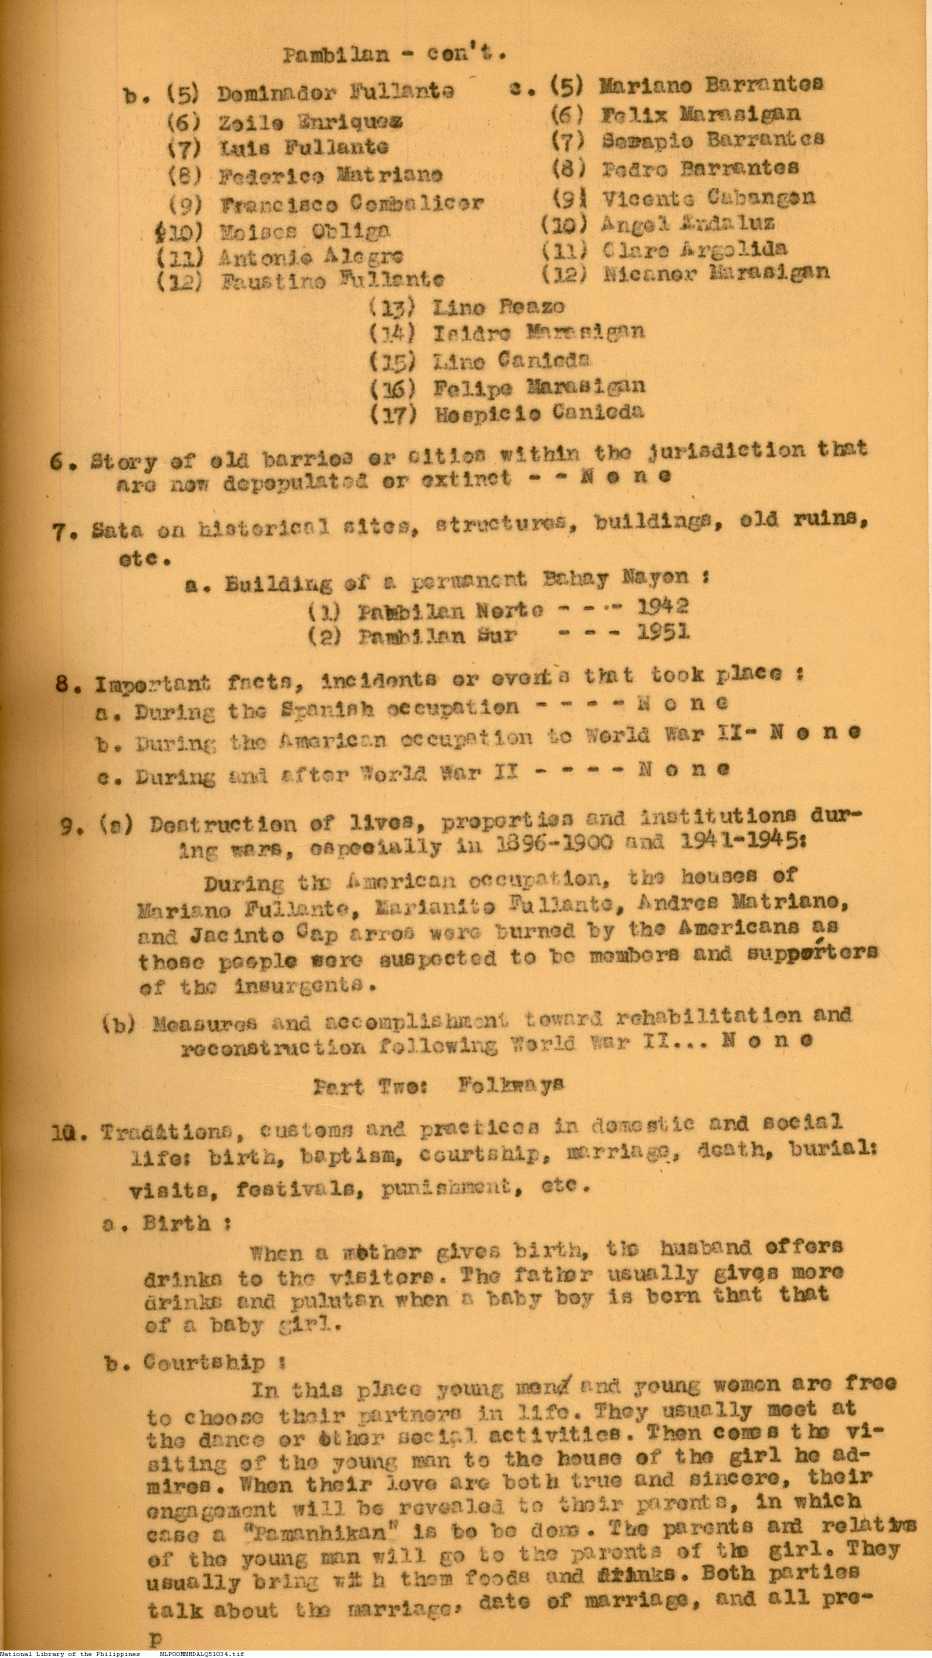 Pambilan - con't.
b. (5) Dominador Fullante
(6) Zoilo Enriquez
(7) Luis Fullante
(8) Federico Matriano
(9) Francisco Combalicer
(10) Moises Obliga
(11) Antonio Alegre
(12) Faustino Fullante
c. (5) Mariano Barrantes
(6) Felix Marasigan
(7) Serapio Barrantes
(8) Pedro Barrantes
(9) Vicente Cabangon
(10) Angel Andaluz
(11) Claro Argolida
(12) Nicanor Marasigan
(13) Lino Reazo
(14) Isidro Marasigan
(15) Lino Canieda
(16) Felipe Marasigan
(17) Hospicio Canieda
6. Story of old barrios or cities within the jurisdiction that
are now depopulated or extinct - - N o n e
7. Sata on historical sites, structures, buildings, old ruins,
etc.
a. Building of a permanent Bahay Nayon :
(1) Pambilan Norte - - - 1942
(2) Pambilan Sur - - - 1951
8. Important facts, incidents or events that took place :
a. During the Spanish occupation - - - - N o n e
b. During the American occupation to World War II- N o n e
c. During and after World War II - - - - N o n e
9. (a) Destruction of lives, properties and institutions dur-
ing wars, especially in 1896-1900 and 1941-1945:
During the American occupation, the houses of
Mariano Fullante, Marianito Fullante, Andres Matriano,
and Jacinto Cap arros were burned by the Americans as
those people were suspected to be members and supporters
of the insurgents.
(b) Measures and accomplishment toward rehabilitation and
reconstruction following World War II... N o n e
Part Two: Folkways
10. Traditions, customs and practices in domestic and social
life: birth, baptism, courtship, marriage, death, burial:
visits, festivals, punishment, etc.
a. Birth :
When a mother gives birth, the husband offers
drinks to the visitors. The father usually gives more
drinks and pulutan when a baby boy is born that that
of a baby girl.
b. Courtship :
In this place young men and young women are free
to choose their partners in life. They usually meet at
the dance or other social activities. Then comes the vi-
siting of the young man to the house of the girl he ad-
mires. When their love are both true and sincere, their
engagement will be revealed to their parents, in which
case a "Pamanhikan" is to be done. The parents and relatives
of the young man will go to the parents of the girl. They
usually bring with them foods and drinks. Both parties
talk about the marriage, date of marriage, and all pre-
p
National Library of the Philippines NLPOOMNHDALQ51034.tif